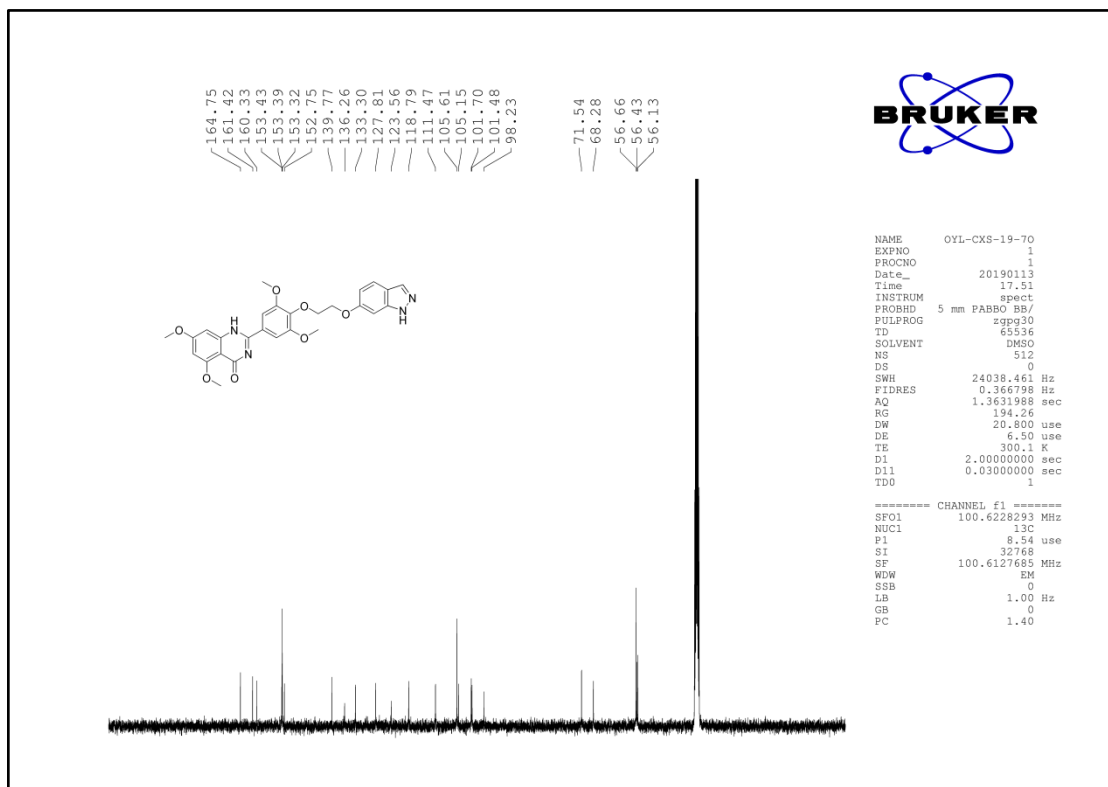 164.75
161.42
160.33
153.43
153.39
153.32
152.75
139.77
136.26
133.30
127.81
123.56
118.79
111.47
105.61
105.15
101.70
101.48
98.23
71.54
68.28
56.66
56.43
56.13
BRUKER
NAME OYL-CXS-19-70
EXPNO 1
PROCNO 1
Date_ 20190113
Time 17.51
INSTRUM spect
PROBHD 5 mm PABBO BB/
PULPROG zgpg30
TD 65536
SOLVENT DMSO
NS 512
DS 0
SWH 24038.461 Hz
FIDRES 0.366798 Hz
AQ 1.3631988 sec
RG 194.26
DW 20.800 use
DE 6.50 use
TE 300.1 K
D1 2.00000000 sec
D11 0.03000000 sec
TD0 1
======== CHANNEL f1 =======
SFO1 100.6228293 MHz
NUC1 13C
P1 8.54 use
SI 32768
SF 100.6127685 MHz
WDW EM
SSB 0
LB 1.00 Hz
GB 0
PC 1.40
O
O
O
O
N
N
H
H
N
O
O
N
O
O